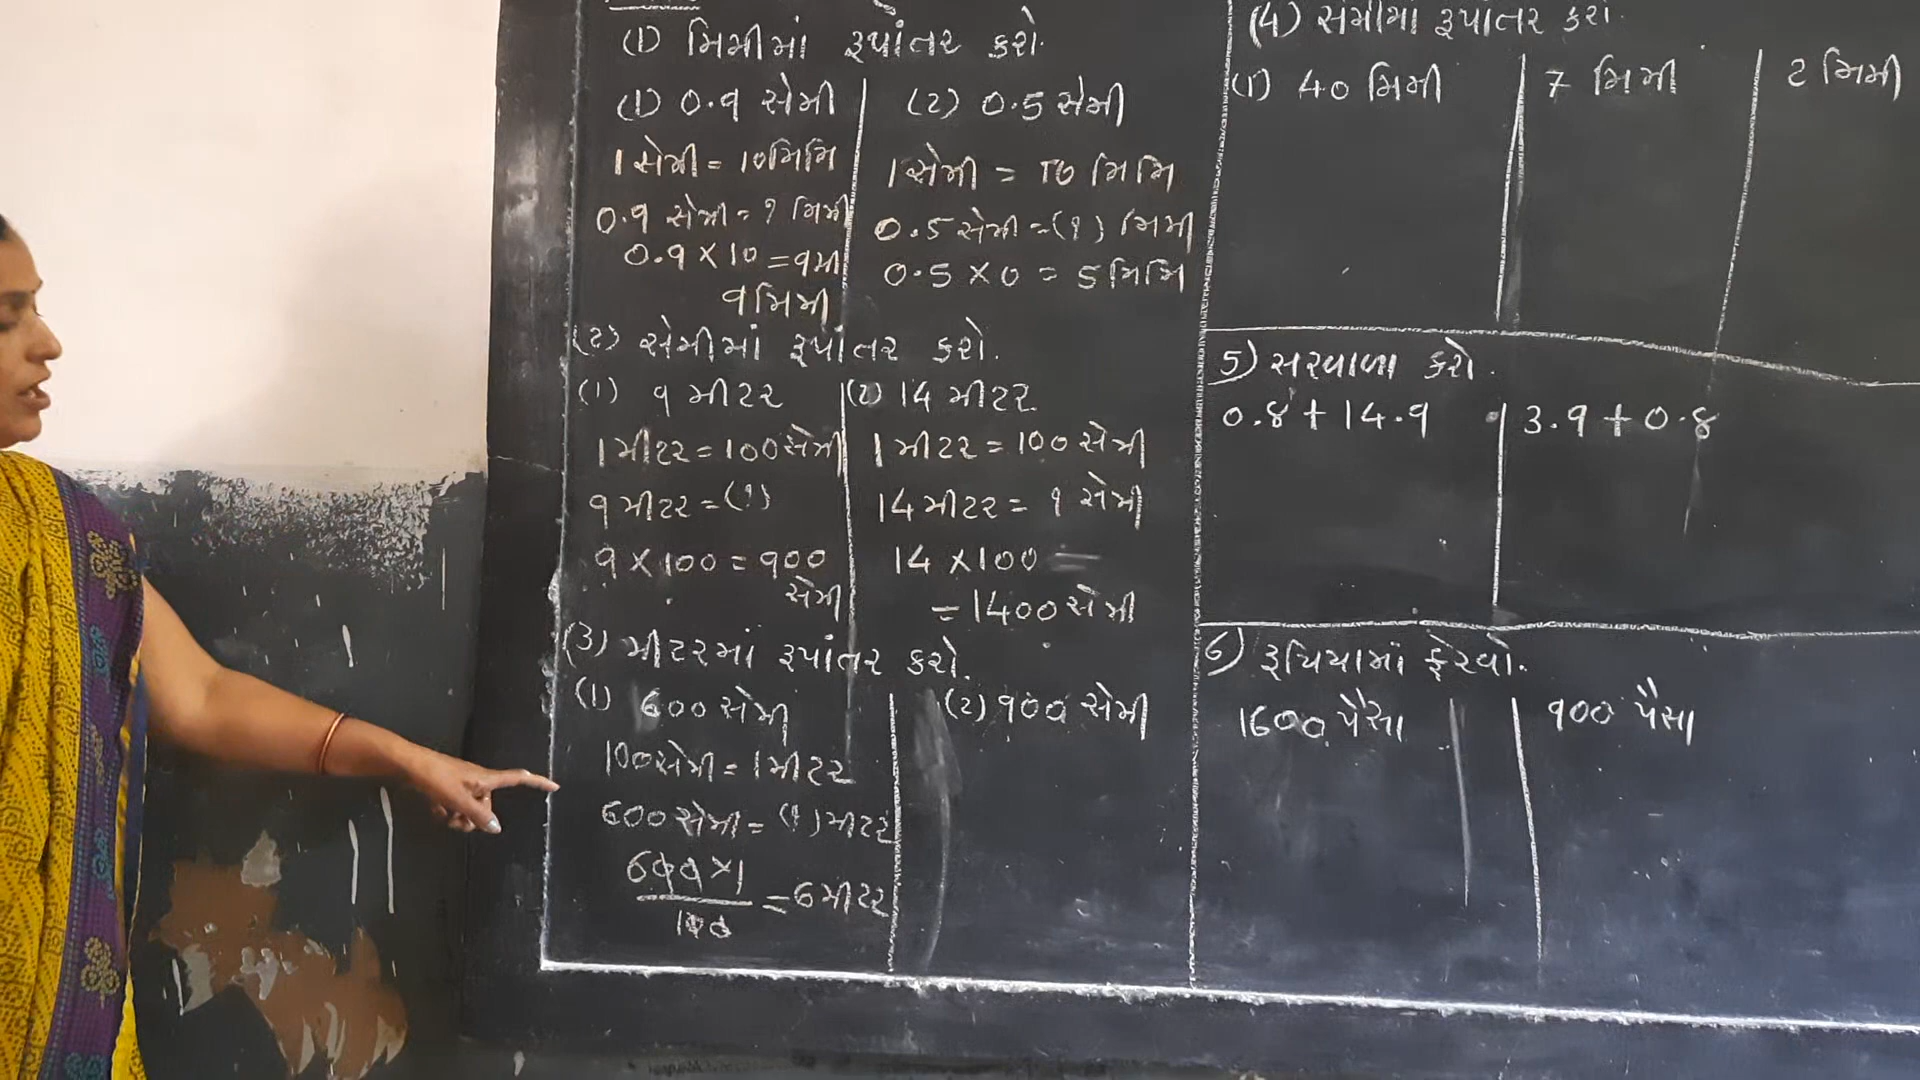 (1) મિમીમાં રૂપાંતર કરો.
(1) 0.9 સેમી
1 સેમી = 10 મિમિ
0.9 સેમી = ? મિમી
0.9 × 10 = 9મી
9 મિમી
(2) 0.5 સેમી
1 સેમી = 10 મિમિ
0.5 સેમી = (?) મિમી
0.5 × 0 = 5 મિમિ
(2) સેમીમાં રૂપાંતર કરો.
(1) 9 મીટર
1 મીટર = 100 સેમી
9 મીટર = (?)
9 × 100 = 900
સેમી
(2) 14 મીટર
1 મીટર = 100 સેમી
14 મીટર = ? સેમી
14 × 100
= 1400 સેમી
(3) મીટરમાં રૂપાંતર કરો.
(1) 600 સેમી
100 સેમી = 1 મીટર
600 સેમી = (?) મીટર
600 × 1
100
= 6 મીટર
(2) 900 સેમી
(4) સેમીમાં રૂપાંતર કરો.
(1) 40 મિમી
7 મિમી
2 મિમી
5) સરવાળા કરો.
0.8 + 14.9
3.9 + 0.8
6) રૂપિયામાં ફેરવો.
1600 પૈસા
900 પૈસા